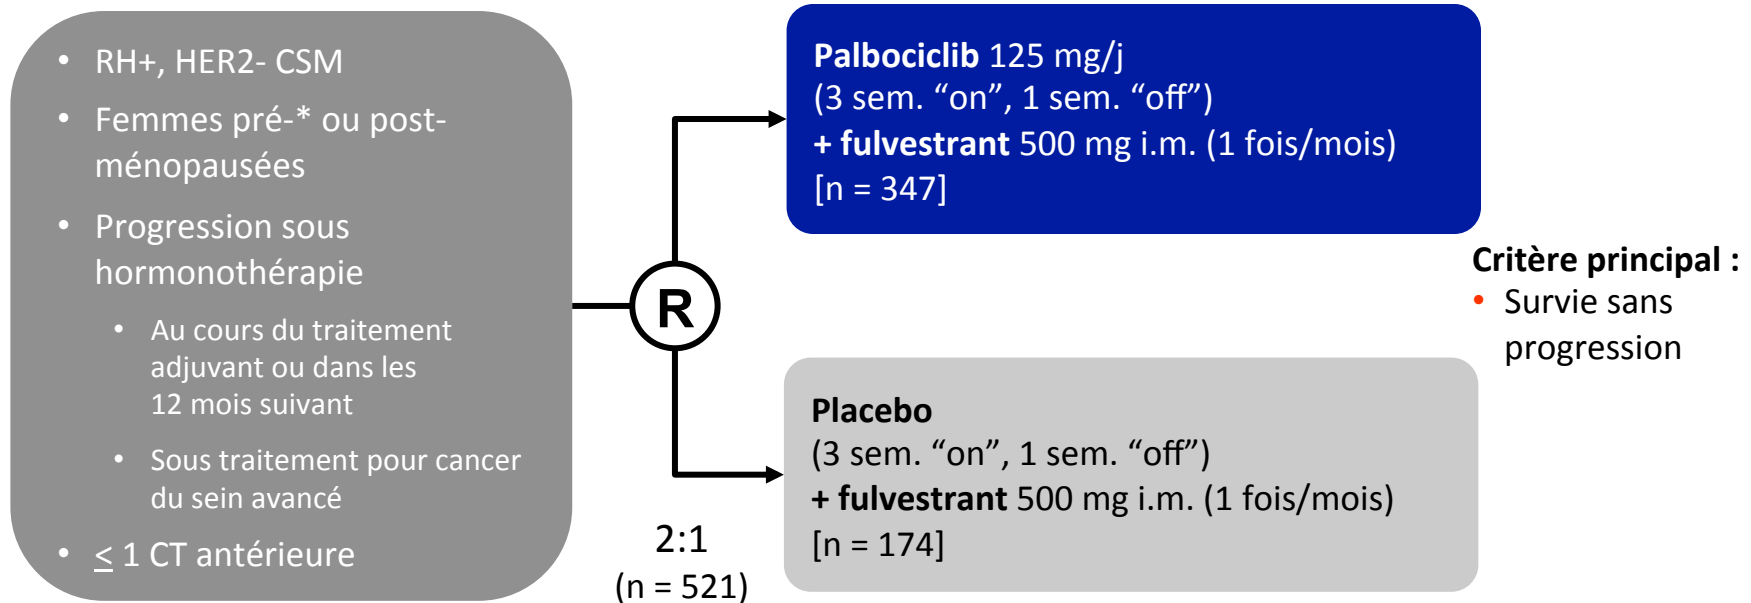 • RH+, HER2- CSM
• Femmes pré-* ou post-
ménopausées
• Progression sous
hormonothérapie
• Au cours du traitement
adjuvant ou dans les
12 mois suivant
• Sous traitement pour cancer
du sein avancé
• < 1 CT antérieure
R
2:1
(n = 521)
Palbociclib 125 mg/j
(3 sem. “on”, 1 sem. “off”)
+ fulvestrant 500 mg i.m. (1 fois/mois)
[n = 347]
Placebo
(3 sem. “on”, 1 sem. “off”)
+ fulvestrant 500 mg i.m. (1 fois/mois)
[n = 174]
Critère principal :
• Survie sans
progression